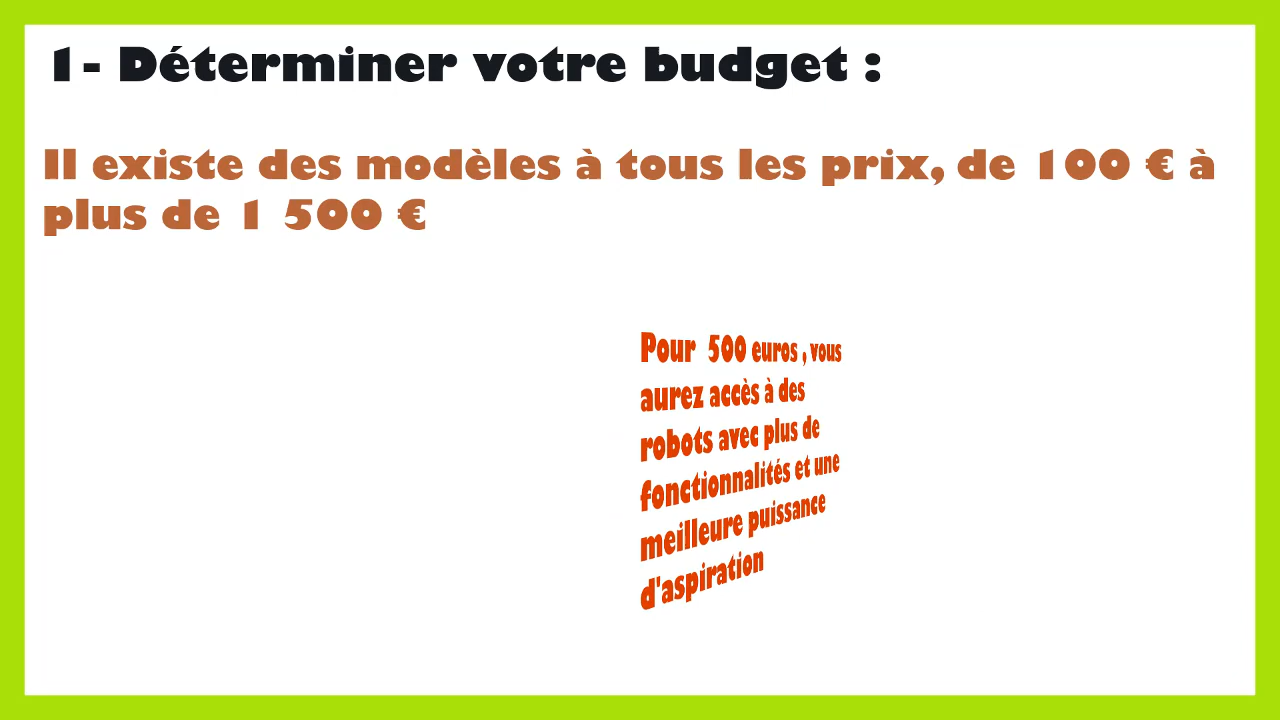 1- Déterminer votre budget :
Il existe des modèles à tous les prix, de 100 € à
plus de 1 500 €
Pour 500 euros , vous
aurez accès à des
robots avec plus de
fonctionnalités et une
meilleure puissance
d'aspiration